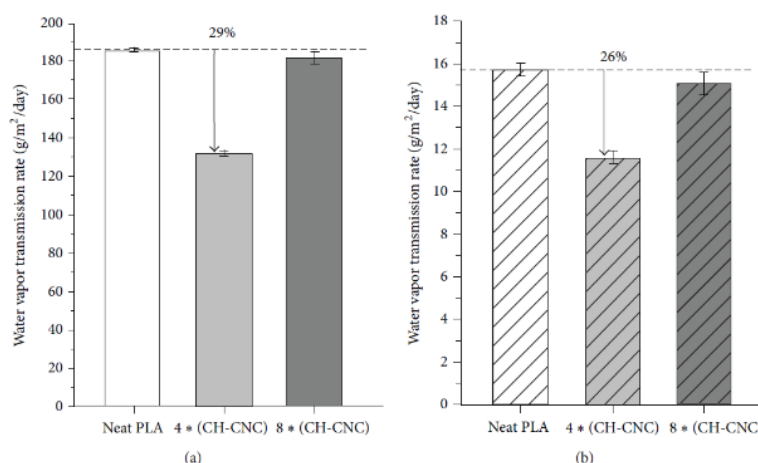 200
180
160
140
120
100
80
60
40
20
0
Water vapor transmission rate (g/m²/day)
29%
Neat PLA
4 * (CH-CNC)
8 * (CH-CNC)
(a)
18
16
14
12
10
8
6
4
2
0
Water vapor transmission rate (g/m²/day)
26%
Neat PLA
4 * (CH-CNC)
8 * (CH-CNC)
(b)